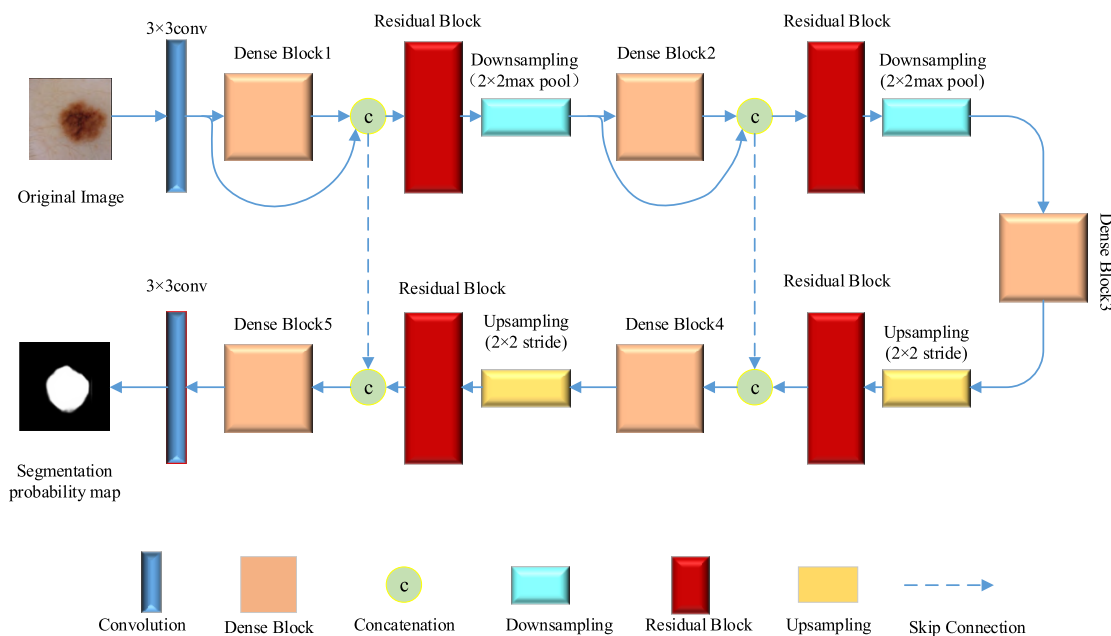 3×3conv
Dense Block1
c
Residual Block
Downsampling
(2×2max pool)
Dense Block2
c
Residual Block
Downsampling
(2×2max pool)
Original Image
Dense Block3
3×3conv
Dense Block5
c
Residual Block
Upsampling
(2×2 stride)
Dense Block4
c
Residual Block
Upsampling
(2×2 stride)
Segmentation
probability map
c
Convolution
Dense Block
Concatenation
Downsampling
Residual Block
Upsampling
Skip Connection